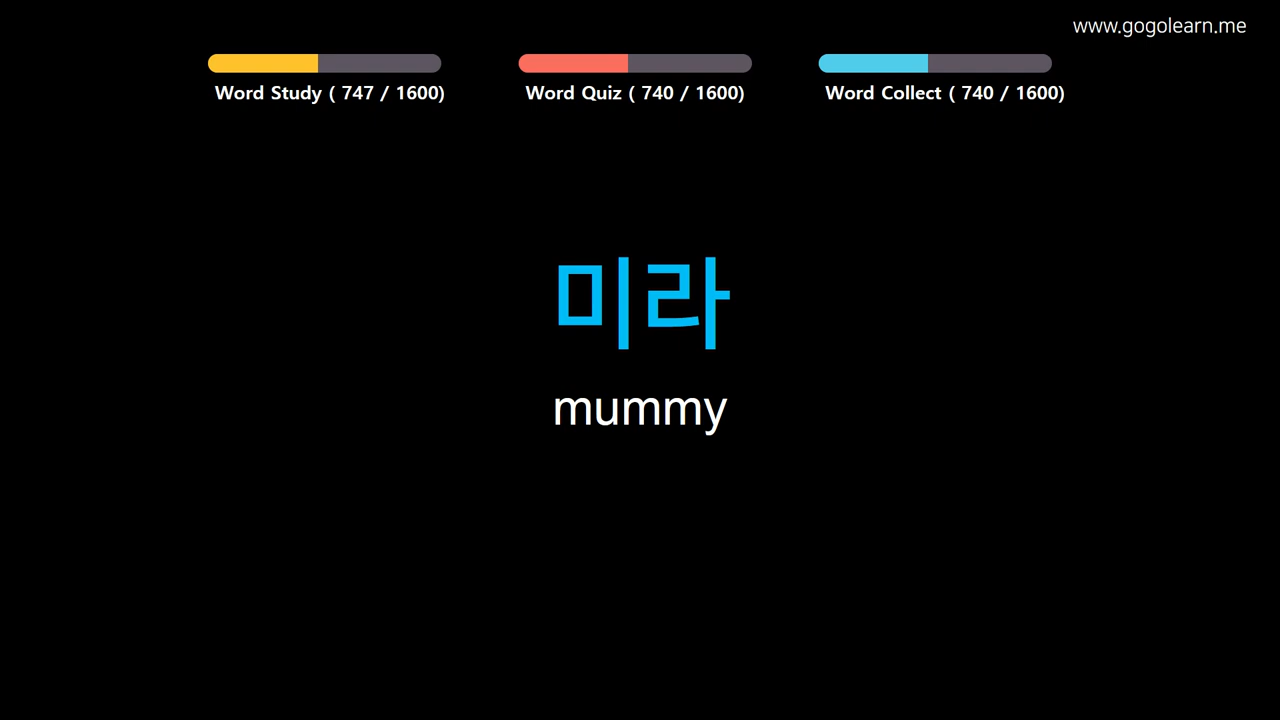 www.gogolearn.me
Word Study ( 747 / 1600)
Word Quiz ( 740 / 1600)
Word Collect ( 740 / 1600)
미라
mummy